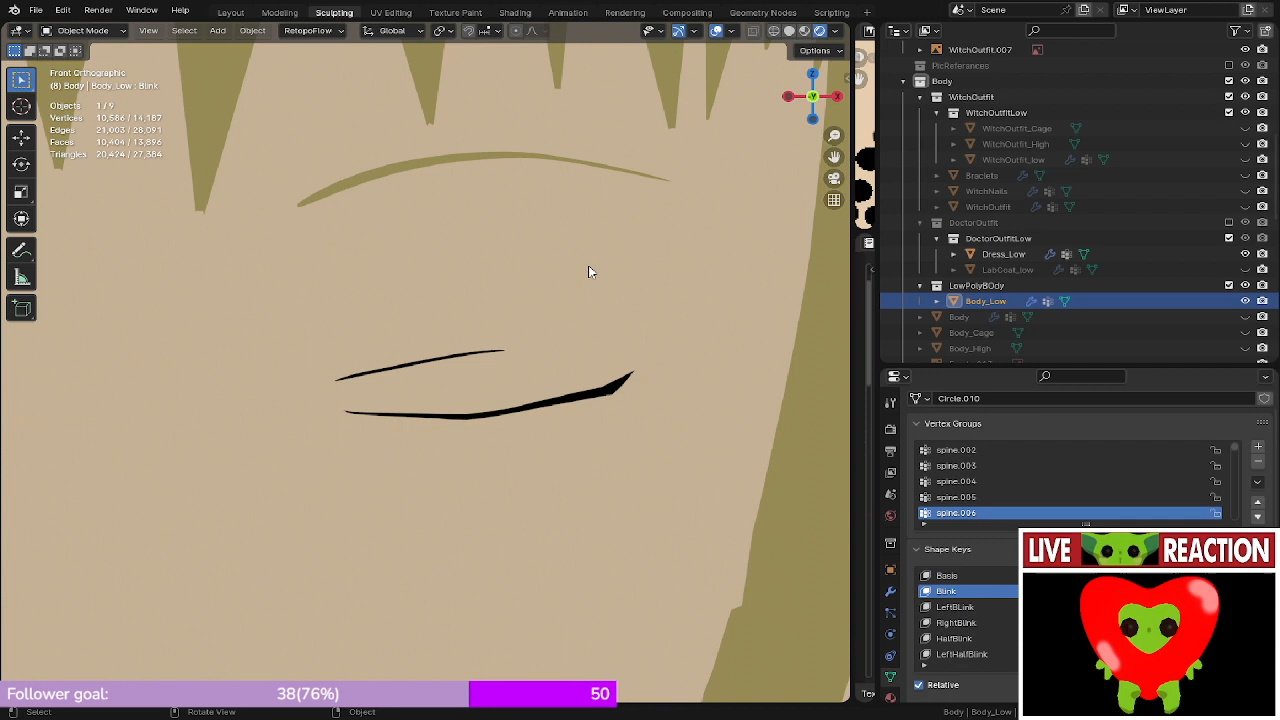 File Edit Render Window Help Layout Modeling Sculpting UV Editing Texture Paint Shading Animation Rendering Compositing Geometry Nodes Scripting + Scene ViewLayer
Object Mode View Select Add Object RetopoFlow Global
Options
Front Orthographic
(8) Body | Body_Low : Blink
Objects 1 / 9
Vertices 10,586 / 14,187
Edges 21,003 / 28,091
Faces 10,404 / 13,896
Triangles 20,424 / 27,384
Z
X
-Y
WitchOutfit.007
PicReferances
Body
WitchOutfit
WitchOutfitLow
WitchOutfit_Cage
WitchOutfit_High
WitchOutfit_low
Braclets
WitchNails
WitchOutfit
DoctorOutfit
DoctorOutfitLow
Dress_Low
LabCoat_low
LowPolyBOdy
Body_Low
Body
Body_Cage
Body_High
Circle.010
Vertex Groups
spine.002
spine.003
spine.004
spine.005
spine.006
Shape Keys
Basis
Blink
LeftBLink
RightBlink
HalfBlink
LeftHalfBlink
Relative
LIVE REACTION
Follower goal: 38(76%) 50
Select Rotate View Object Body | Body_Low |